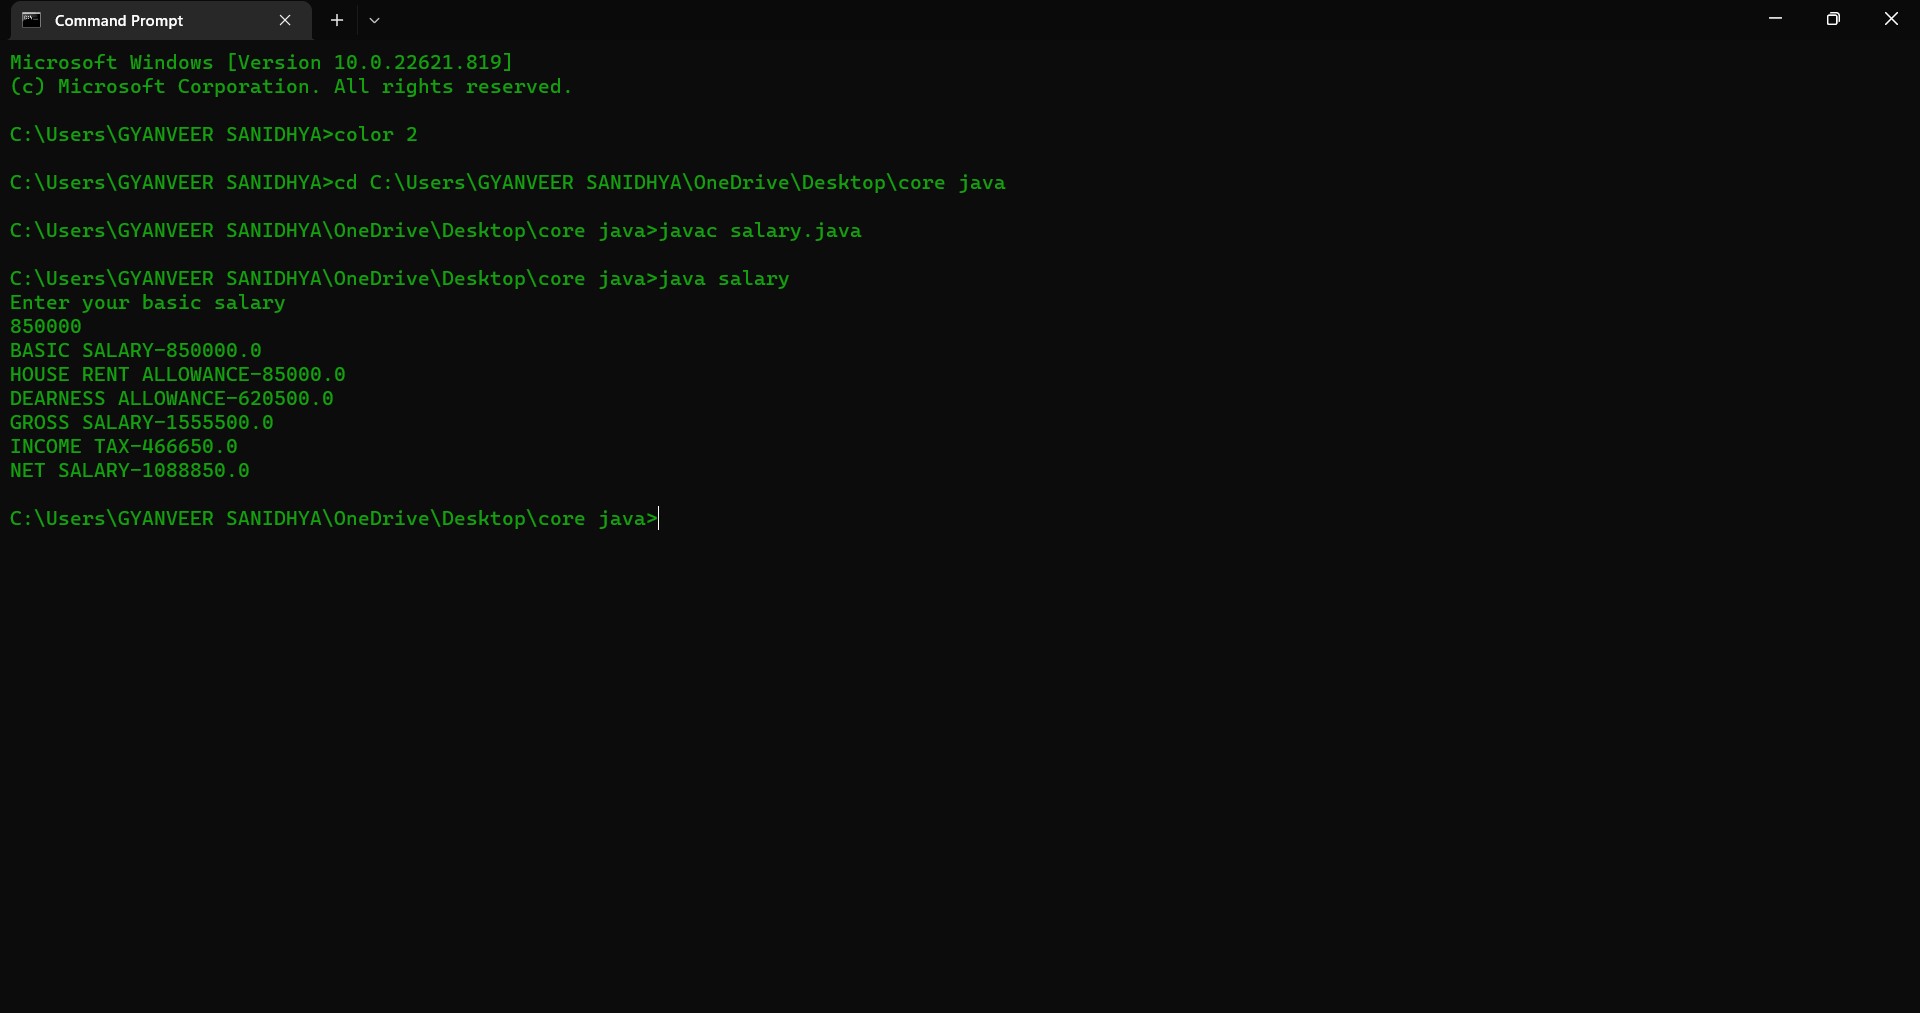 Command Prompt
Microsoft Windows [Version 10.0.22621.819]
(c) Microsoft Corporation. All rights reserved.
C:\Users\GYANVEER SANIDHYA>color 2
C:\Users\GYANVEER SANIDHYA>cd C:\Users\GYANVEER SANIDHYA\OneDrive\Desktop\core java
C:\Users\GYANVEER SANIDHYA\OneDrive\Desktop\core java>javac salary.java
C:\Users\GYANVEER SANIDHYA\OneDrive\Desktop\core java>java salary
Enter your basic salary
850000
BASIC SALARY-850000.0
HOUSE RENT ALLOWANCE-85000.0
DEARNESS ALLOWANCE-620500.0
GROSS SALARY-1555500.0
INCOME TAX-466650.0
NET SALARY-1088850.0
C:\Users\GYANVEER SANIDHYA\OneDrive\Desktop\core java>